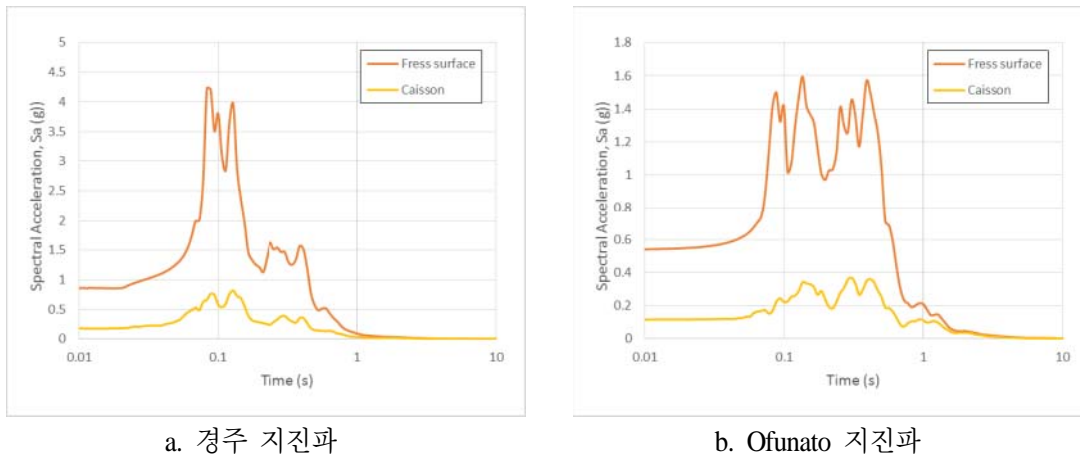 5
4.5
4
3.5
3
2.5
2
1.5
1
0.5
0
Spectral Acceleration, Sa (g))
Fress surface
Caisson
0.01
0.1
1
10
Time (s)
a. 경주 지진파
1.8
1.6
1.4
1.2
1
0.8
0.6
0.4
0.2
0
Spectral Acceleration, Sa (g))
Fress surface
Caisson
0.01
0.1
1
10
Time (s)
b. Ofunato 지진파